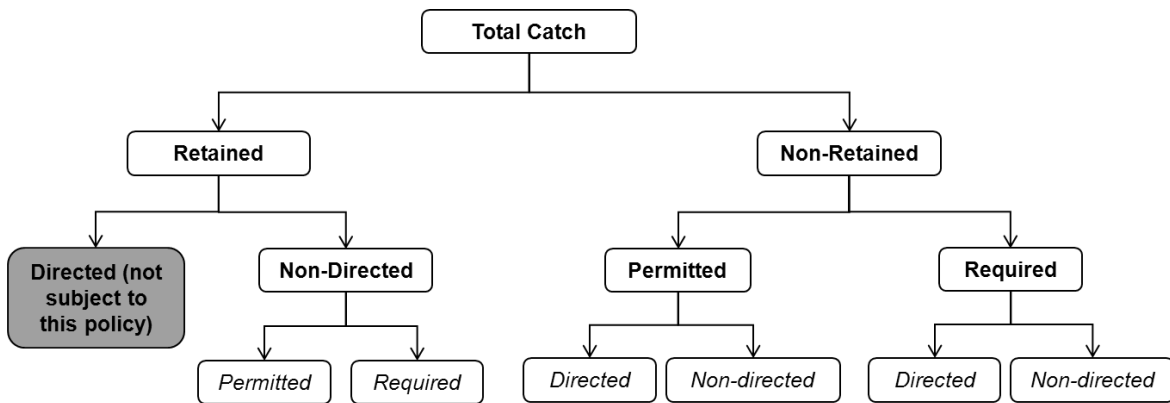 Total Catch
Retained
Non-Retained
Directed (not
subject to
this policy)
Non-Directed
Permitted
Required
Permitted
Required
Directed
Non-directed
Directed
Non-directed